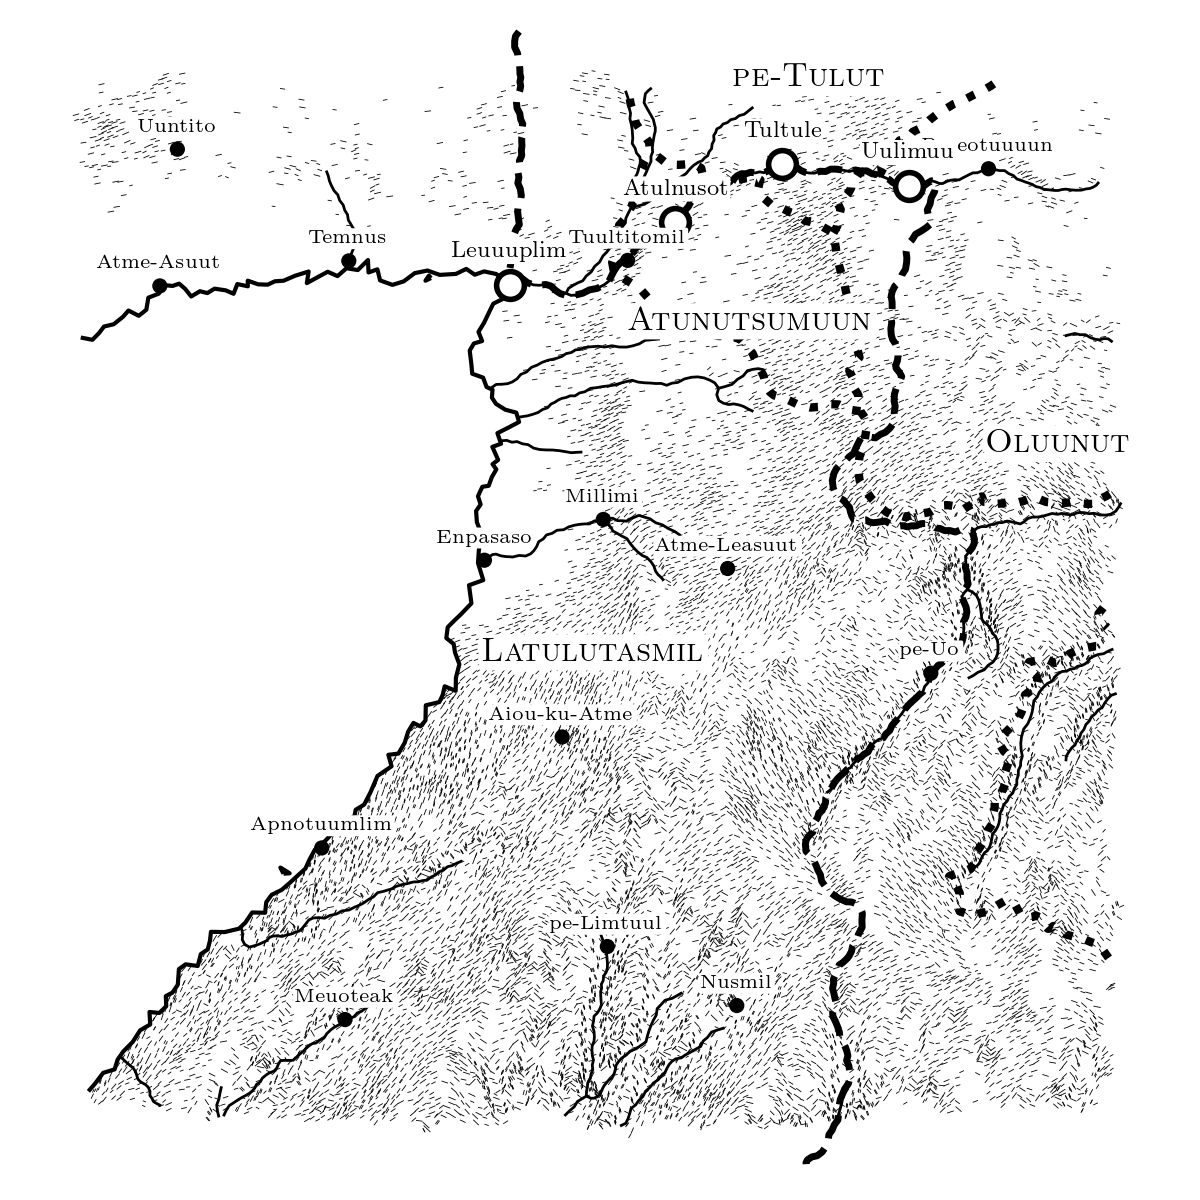 PE-TULUT
Uuntito
Tultule
Uulimuu
eotuuuun
Atulnusot
Temnus
Tuultitomil
Leuuuplim
Atme-Asuut
ATUNUTSUMUUN
OLUUNUT
Millimi
Enpasaso
Atme-Leasuut
LATULUTASMIL
pe-Uo
Aiou-ku-Atme
Apnotuumlim
pe-Limtuul
Nusmil
Meuoteak